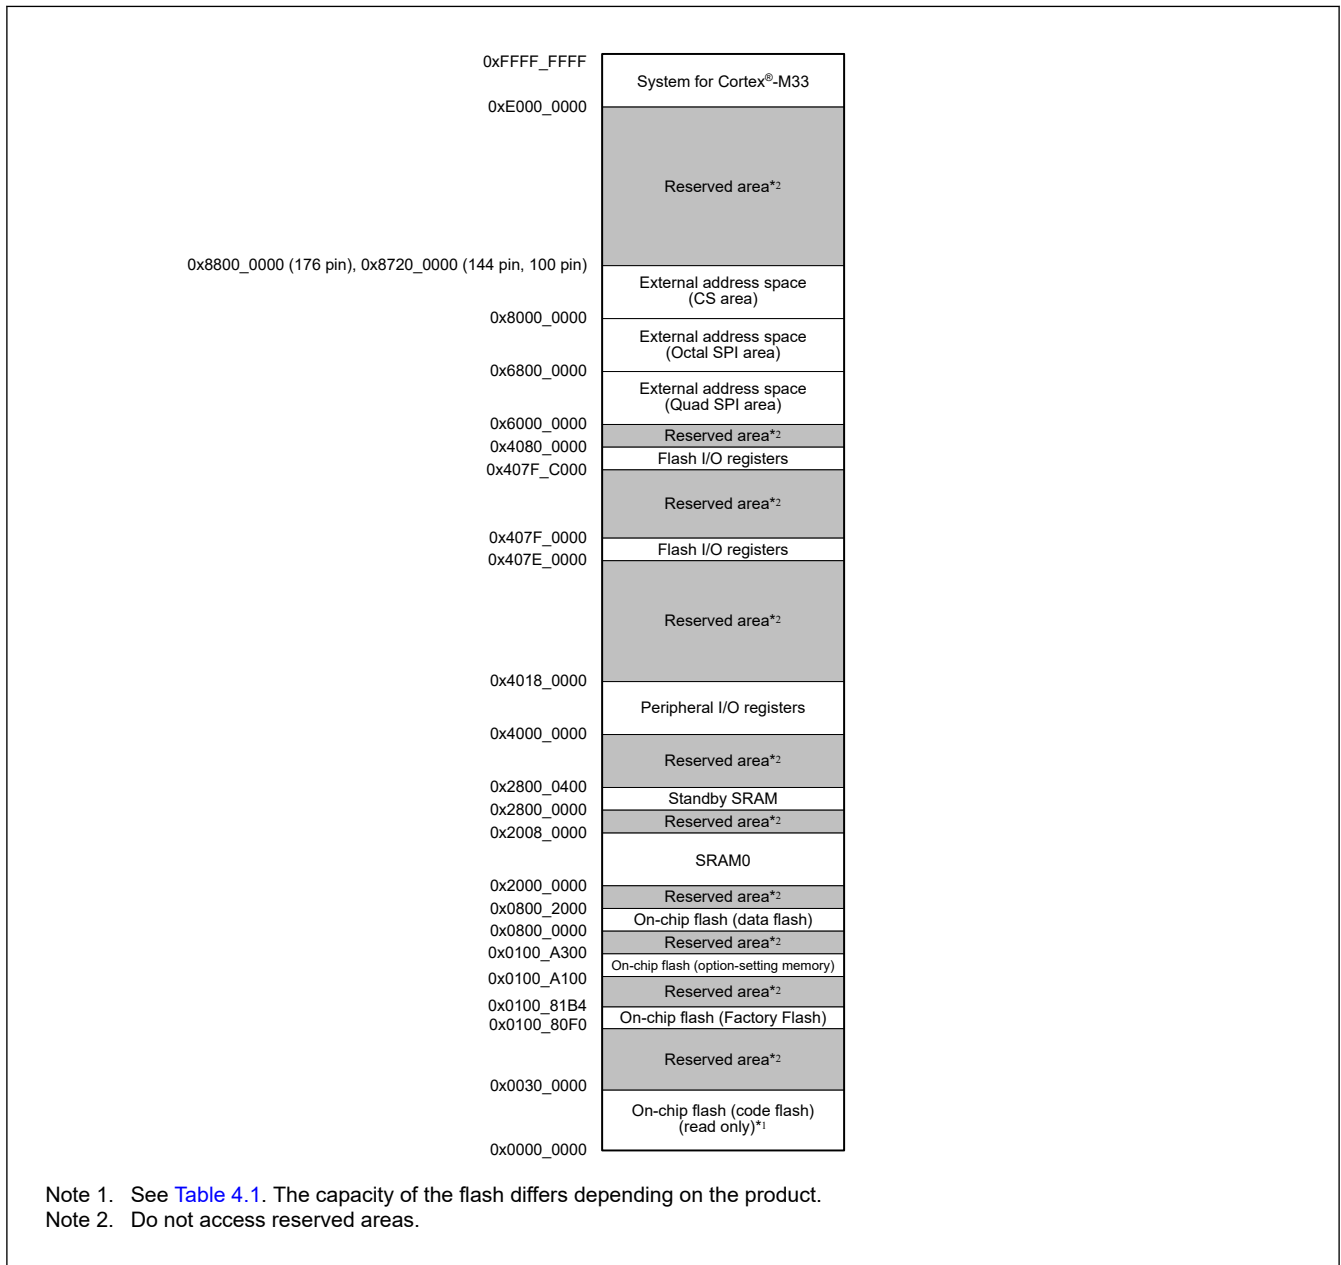 0xFFFF_FFFF
System for Cortex®-M33
0xE000_0000
Reserved area*2
0x8800_0000 (176 pin), 0x8720_0000 (144 pin, 100 pin)
External address space
(CS area)
0x8000_0000
External address space
(Octal SPI area)
0x6800_0000
External address space
(Quad SPI area)
0x6000_0000
Reserved area*2
0x4080_0000
Flash I/O registers
0x407F_C000
Reserved area*2
0x407F_0000
Flash I/O registers
0x407E_0000
Reserved area*2
0x4018_0000
Peripheral I/O registers
0x4000_0000
Reserved area*2
0x2800_0400
Standby SRAM
0x2800_0000
Reserved area*2
0x2008_0000
SRAM0
0x2000_0000
Reserved area*2
0x0800_2000
On-chip flash (data flash)
0x0800_0000
Reserved area*2
0x0100_A300
On-chip flash (option-setting memory)
0x0100_A100
Reserved area*2
0x0100_81B4
On-chip flash (Factory Flash)
0x0100_80F0
Reserved area*2
0x0030_0000
On-chip flash (code flash)
(read only)*1
0x0000_0000
Note 1. See Table 4.1. The capacity of the flash differs depending on the product.
Note 2. Do not access reserved areas.